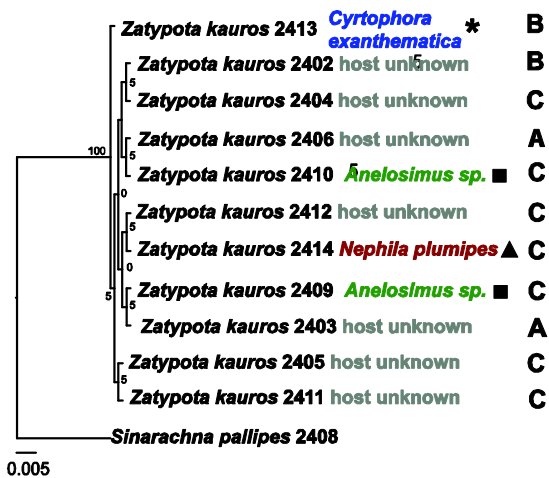 Zatypota kauros 2413 Cyrtophora exanthematica * B
Zatypota kauros 2402 host unknown B
5
5
Zatypota kauros 2404 host unknown C
Zatypota kauros 2406 host unknown A
100
5
5
Zatypota kauros 2410 Anelosimus sp. C
0
Zatypota kauros 2412 host unknown C
5
Zatypota kauros 2414 Nephila plumipes C
0
Zatypota kauros 2409 Anelosimus sp. C
5
5
Zatypota kauros 2403 host unknown A
Zatypota kauros 2405 host unknown C
5
Zatypota kauros 2411 host unknown C
Sinarachna pallipes 2408
0.005